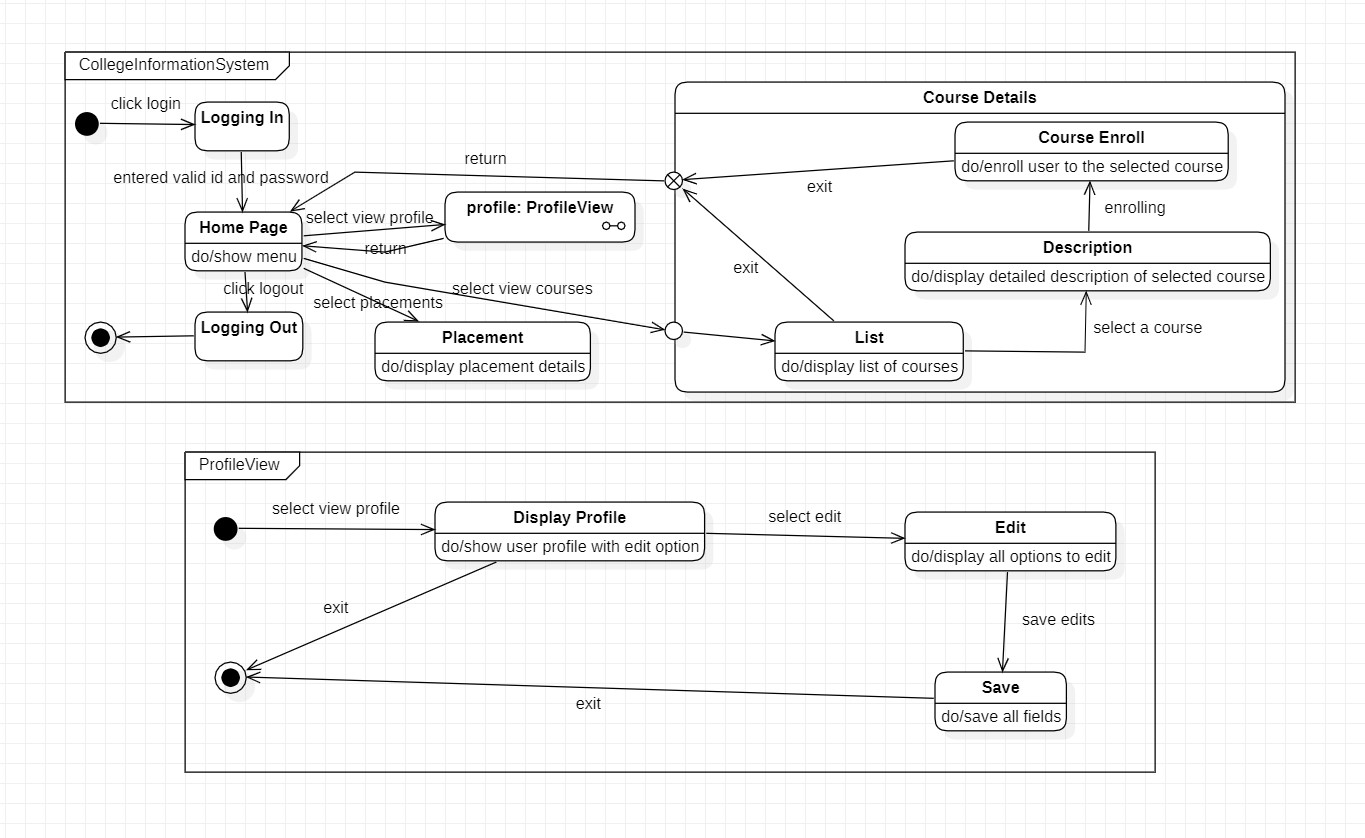 CollegeInformationSystem
click login
Logging In
entered valid id and password
Home Page
do/show menu
click logout
Logging Out
return
select view profile
profile: ProfileView
return
select view courses
select placements
Placement
do/display placement details
Course Details
Course Enroll
do/enroll user to the selected course
exit
enrolling
Description
do/display detailed description of selected course
exit
select a course
List
do/display list of courses
ProfileView
select view profile
Display Profile
do/show user profile with edit option
select edit
Edit
do/display all options to edit
exit
save edits
Save
do/save all fields
exit